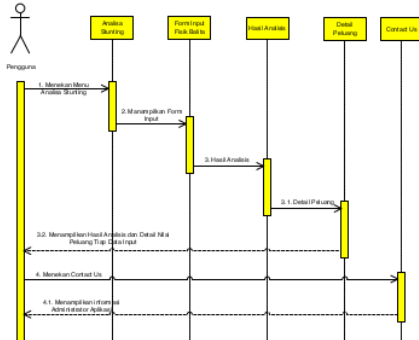 Analisa
Stunting
Form Input
Fisik Balita
Hasil Analisis
Detail
Peluang
Contact Us
Pengguna
1. Menekan Menu
Analisa Stunting
2. Manampilkan Form
Input
3. Hasil Analisis
3.1. Detail Peluang
3.2. Menampilkan Hasil Analisis dan Detail Nilai
Peluang Tiap Data Input
4. Menekan Contact Us
4.1. Menampilkan informasi
Administrator Aplikasi